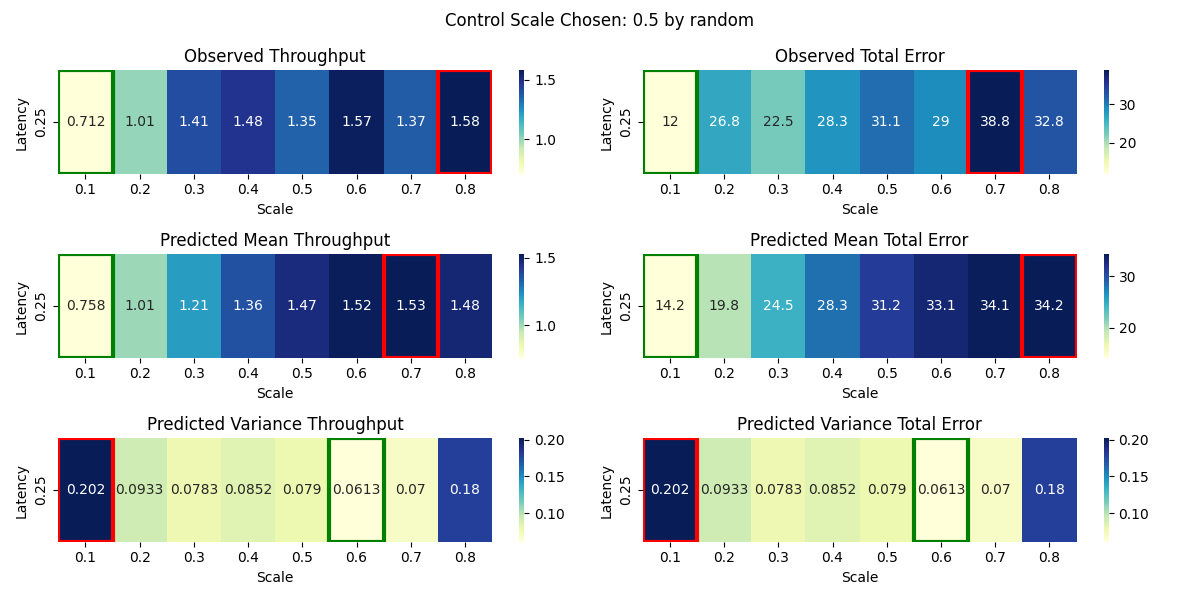 Control Scale Chosen: 0.5 by random
Observed Throughput
Latency
0.25
0.712 1.01 1.41 1.48 1.35 1.57 1.37 1.58
0.1 0.2 0.3 0.4 0.5 0.6 0.7 0.8
Scale
1.5
1.0
Observed Total Error
Latency
0.25
12 26.8 22.5 28.3 31.1 29 38.8 32.8
0.1 0.2 0.3 0.4 0.5 0.6 0.7 0.8
Scale
30
20
Predicted Mean Throughput
Latency
0.25
0.758 1.01 1.21 1.36 1.47 1.52 1.53 1.48
0.1 0.2 0.3 0.4 0.5 0.6 0.7 0.8
Scale
1.5
1.0
Predicted Mean Total Error
Latency
0.25
14.2 19.8 24.5 28.3 31.2 33.1 34.1 34.2
0.1 0.2 0.3 0.4 0.5 0.6 0.7 0.8
Scale
30
20
Predicted Variance Throughput
Latency
0.25
0.202 0.0933 0.0783 0.0852 0.079 0.0613 0.07 0.18
0.1 0.2 0.3 0.4 0.5 0.6 0.7 0.8
Scale
0.20
0.15
0.10
Predicted Variance Total Error
Latency
0.25
0.202 0.0933 0.0783 0.0852 0.079 0.0613 0.07 0.18
0.1 0.2 0.3 0.4 0.5 0.6 0.7 0.8
Scale
0.20
0.15
0.10